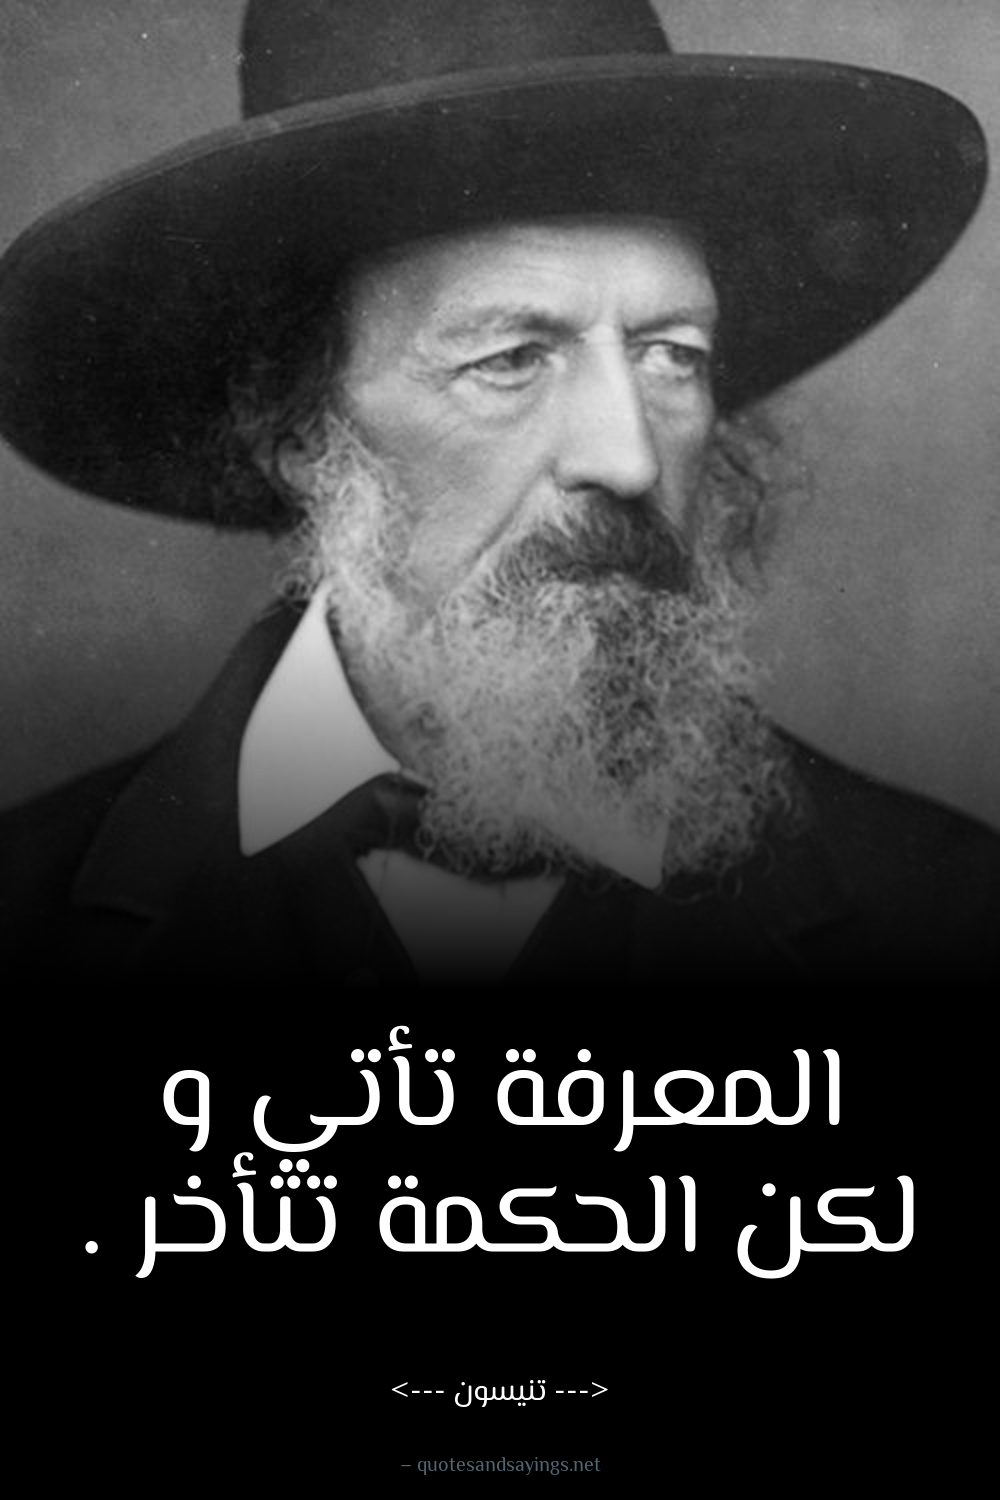 المعرفة تأتي و
لكن الحكمة تتأخر .
<--- تنيسون --->
– quotesandsayings.net